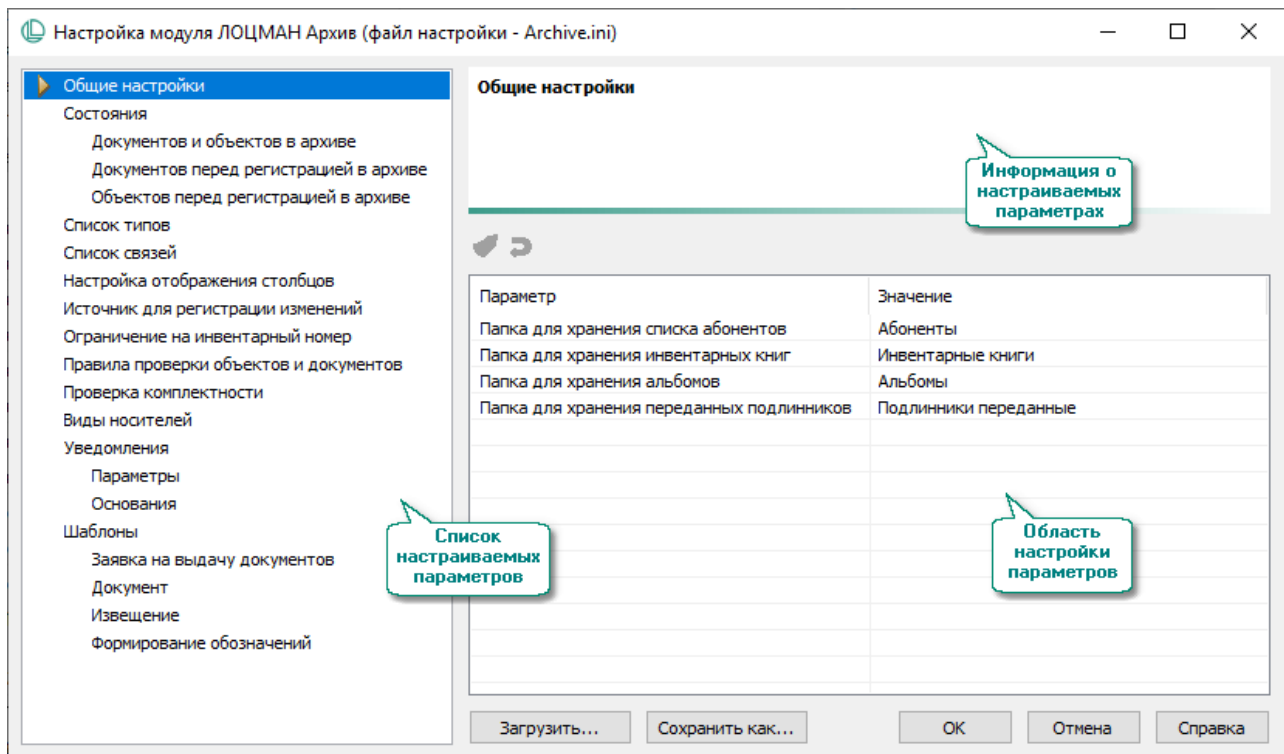 Настройка модуля ЛОЦМАН Архив (файл настройки - Archive.ini)
Общие настройки
Состояния
Документов и объектов в архиве
Документов перед регистрацией в архиве
Объектов перед регистрацией в архиве
Список типов
Список связей
Настройка отображения столбцов
Источник для регистрации изменений
Ограничение на инвентарный номер
Правила проверки объектов и документов
Проверка комплектности
Виды носителей
Уведомления
Параметры
Основания
Шаблоны
Заявка на выдачу документов
Документ
Извещение
Формирование обозначений
Список
настраиваемых
параметров
Общие настройки
Информация о
настраиваемых
параметрах
Параметр Значение
Папка для хранения списка абонентов Абоненты
Папка для хранения инвентарных книг Инвентарные книги
Папка для хранения альбомов Альбомы
Папка для хранения переданных подлинников Подлинники переданные
Область
настройки
параметров
Загрузить... Сохранить как... ОК Отмена Справка